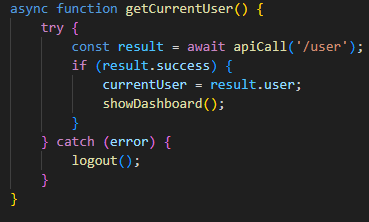 async function getCurrentUser() {
    try {
        const result = await apiCall('/user');
        if (result.success) {
            currentUser = result.user;
            showDashboard();
        }
    } catch (error) {
        logout();
    }
}